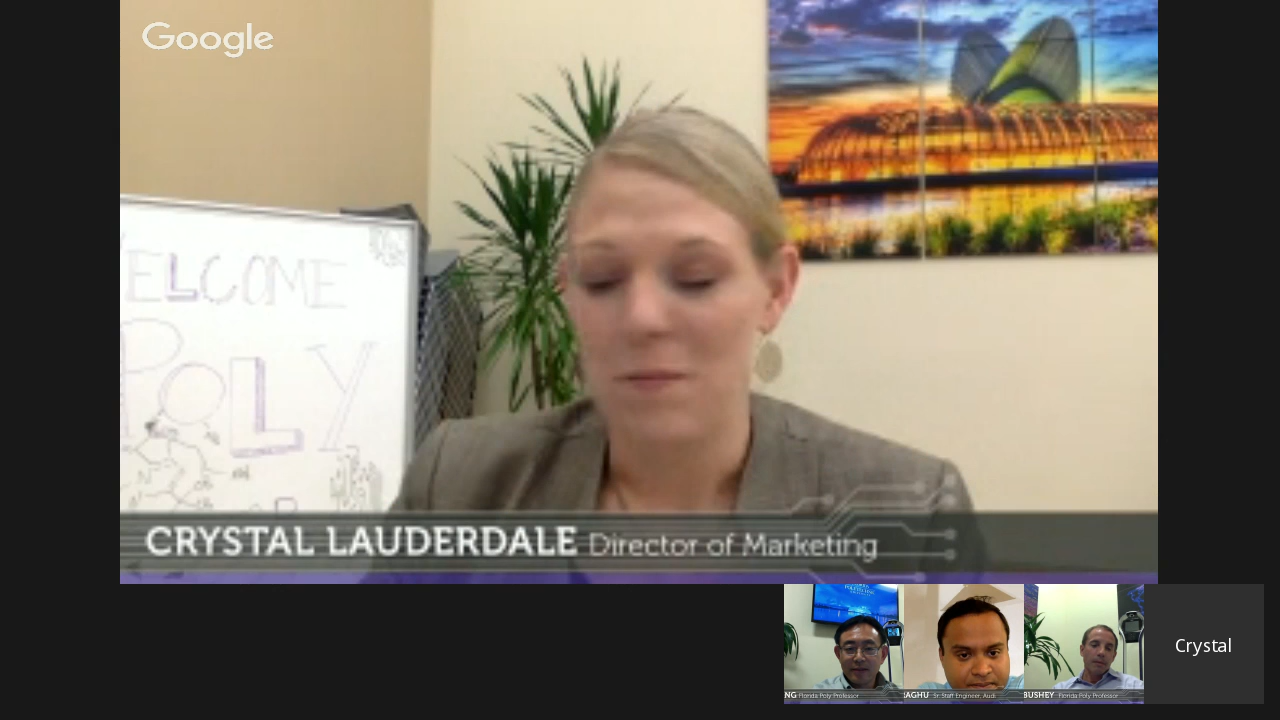 Google
ELCOME
POLY
CRYSTAL LAUDERDALE Director of Marketing
NG Florida Poly Professor
RAGHU Sr. Staff Engineer, Audi
BUSHEY Florida Poly Professor
Crystal